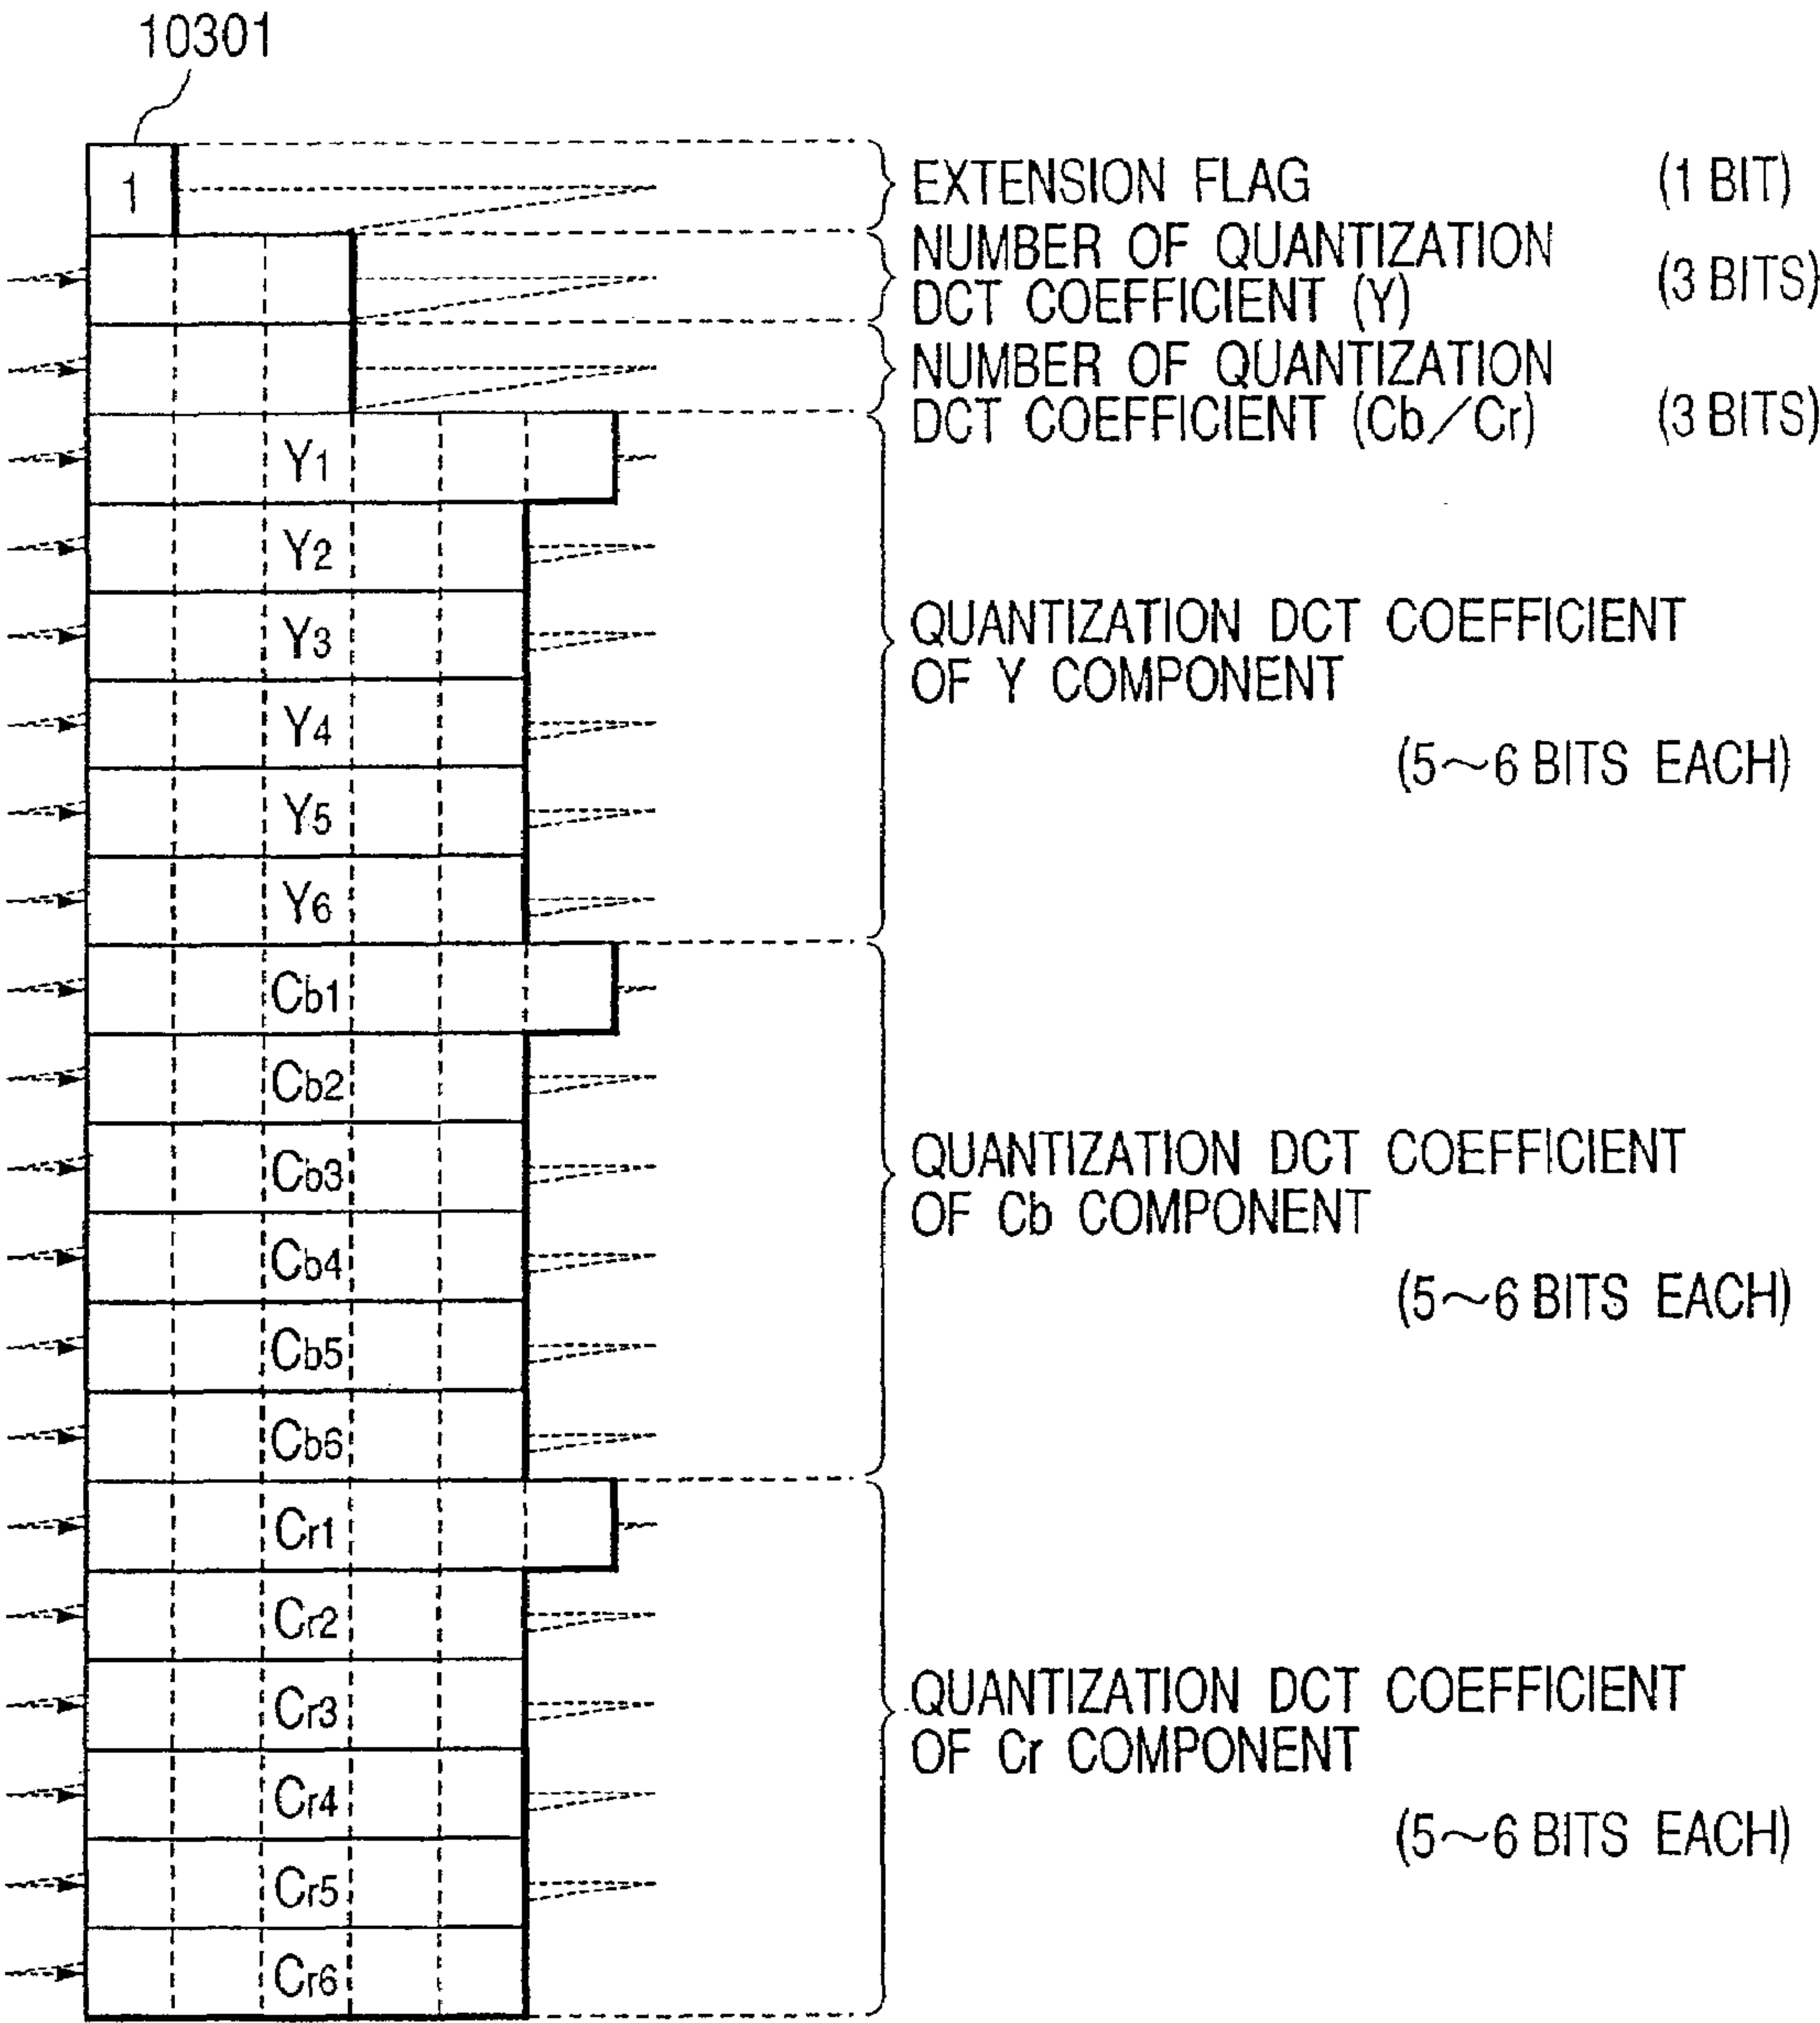 10301
1
EXTENSION FLAG (1 BIT)
NUMBER OF QUANTIZATION
DCT COEFFICIENT (Y) (3 BITS)
NUMBER OF QUANTIZATION
DCT COEFFICIENT (Cb/Cr) (3 BITS)
Y1
Y2
Y3
Y4
Y5
Y6
QUANTIZATION DCT COEFFICIENT
OF Y COMPONENT
(5~6 BITS EACH)
Cb1
Cb2
Cb3
Cb4
Cb5
Cb6
QUANTIZATION DCT COEFFICIENT
OF Cb COMPONENT
(5~6 BITS EACH)
Cr1
Cr2
Cr3
Cr4
Cr5
Cr6
QUANTIZATION DCT COEFFICIENT
OF Cr COMPONENT
(5~6 BITS EACH)